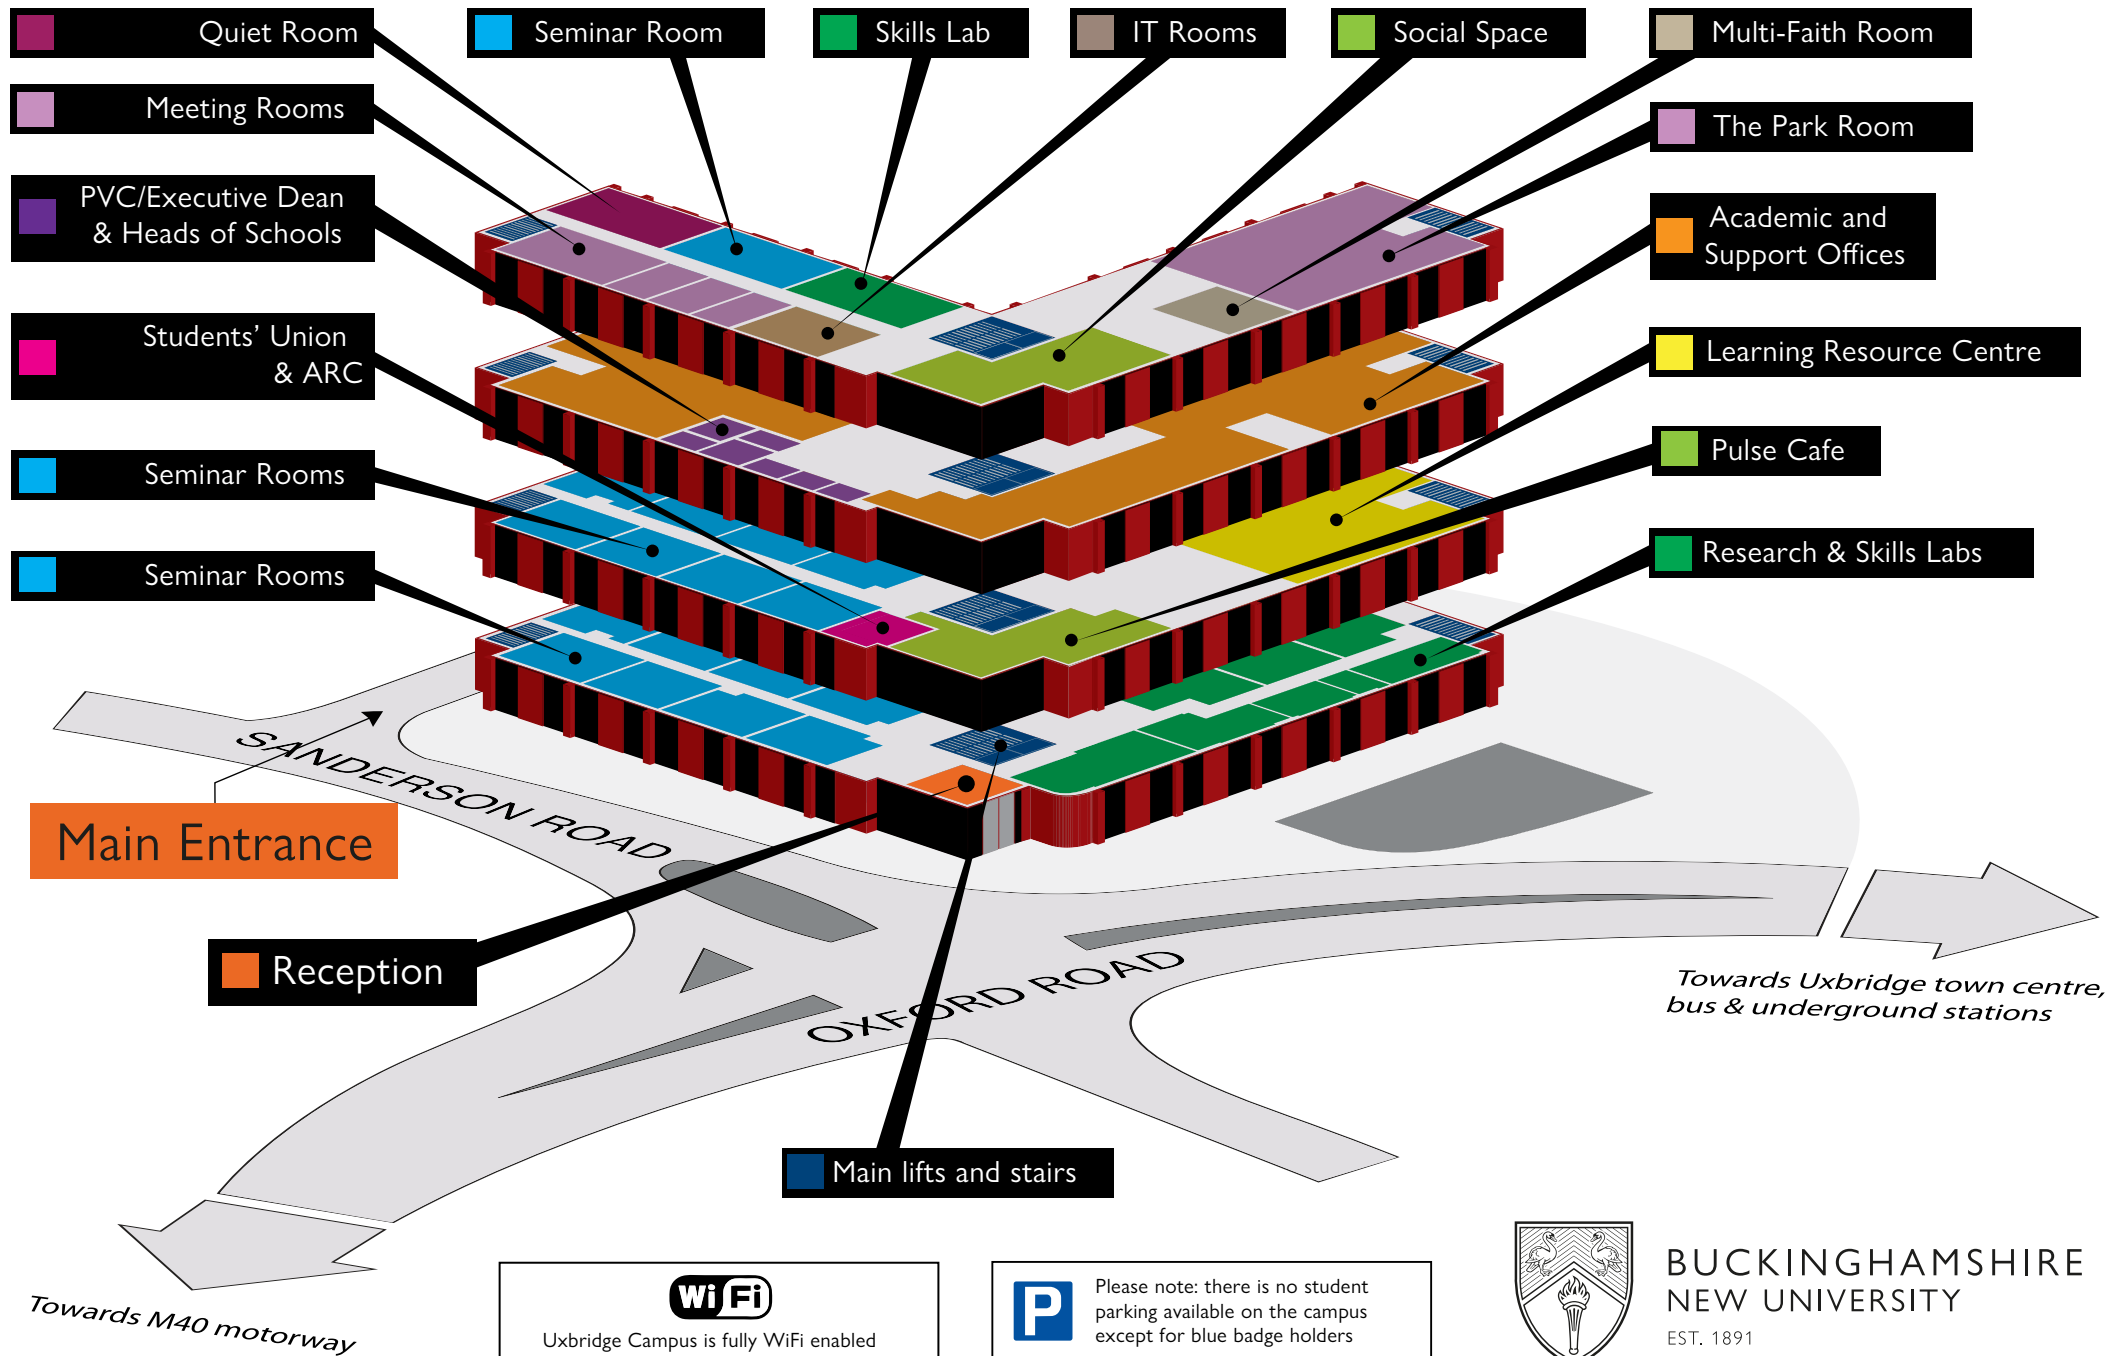 Quiet Room
Seminar Room
Skills Lab
IT Rooms
Social Space
Multi-Faith Room
Meeting Rooms
The Park Room
PVC/Executive Dean
& Heads of Schools
Academic and
Support Offices
Students’ Union
& ARC
Learning Resource Centre
Seminar Rooms
Pulse Cafe
Seminar Rooms
Research & Skills Labs
SANDERSON ROAD
Main Entrance
Reception
OXFORD ROAD
Towards Uxbridge town centre,
bus & underground stations
Main lifts and stairs
Towards M40 motorway
WiFi
Uxbridge Campus is fully WiFi enabled
P
Please note: there is no student
parking available on the campus
except for blue badge holders
BUCKINGHAMSHIRE
NEW UNIVERSITY
EST. 1891